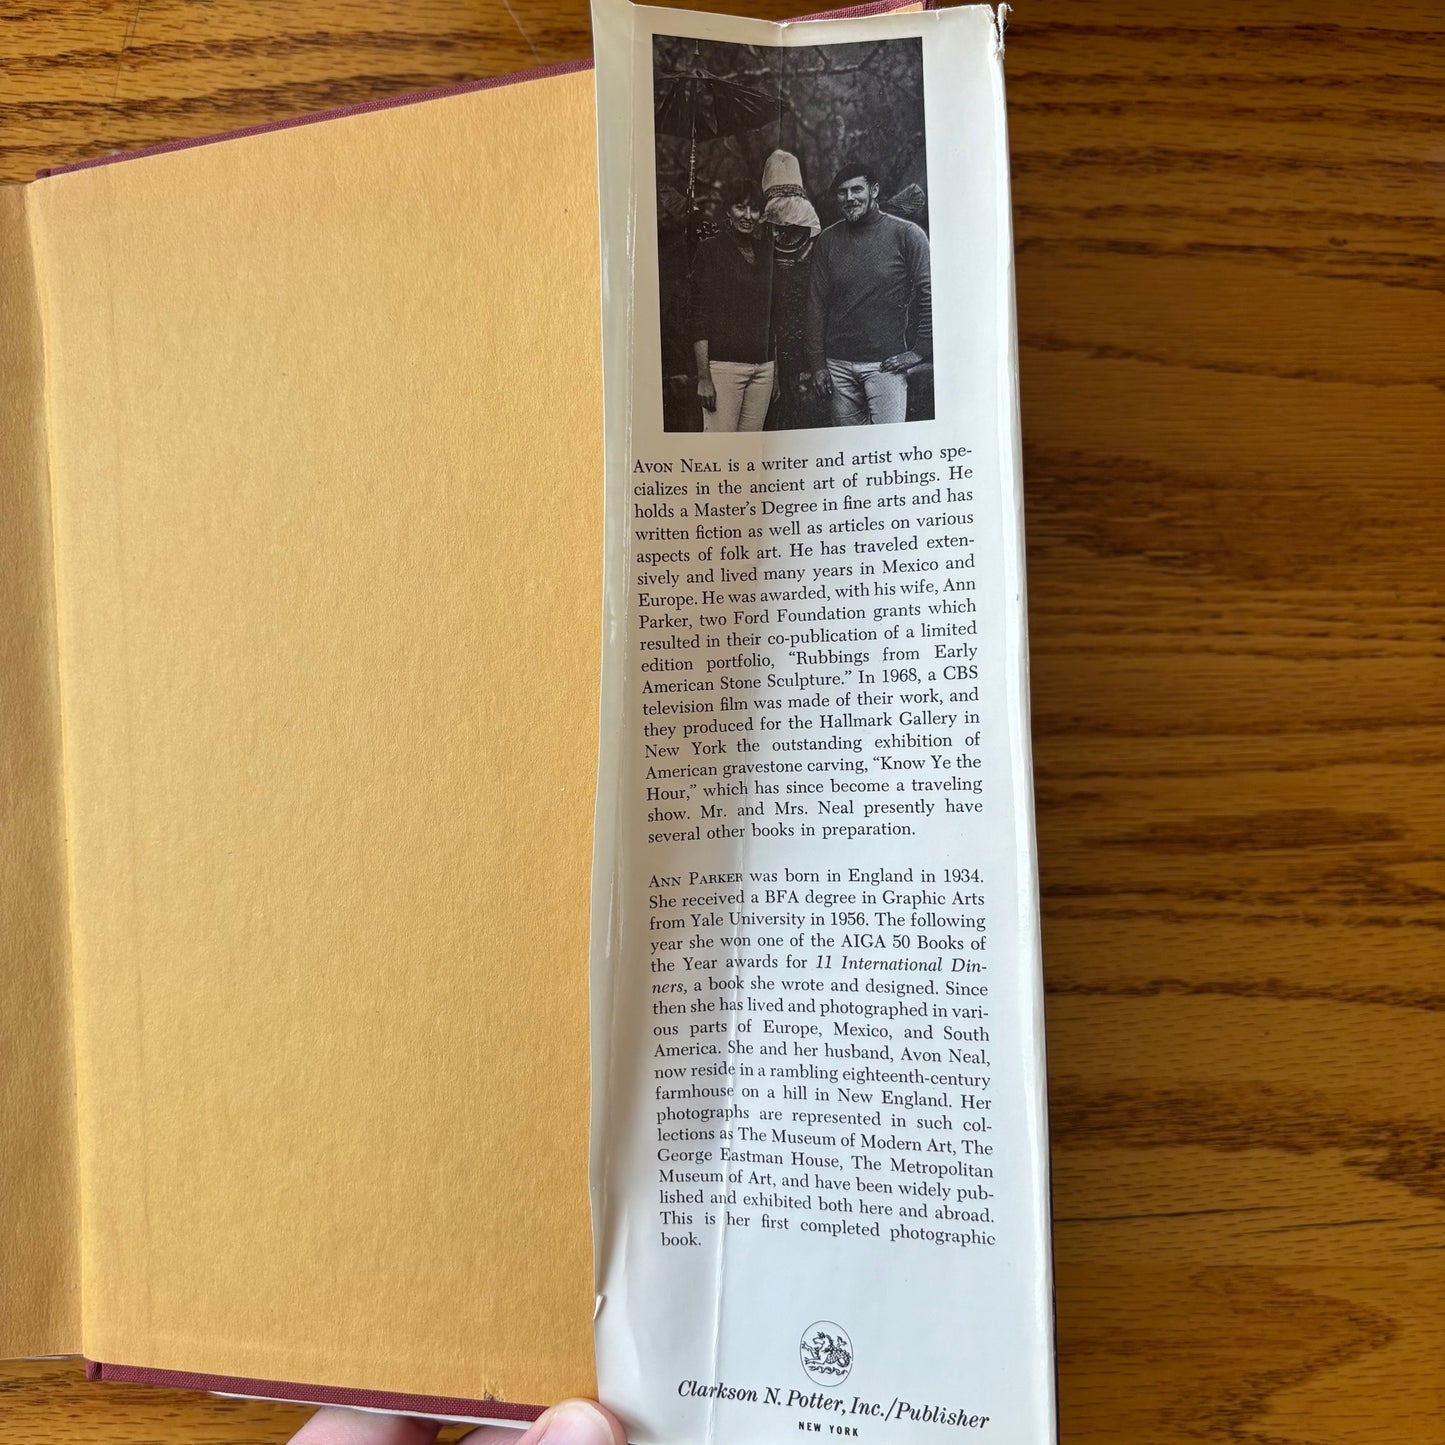 AVON NEAL is a writer and artist who spe-
cializes in the ancient art of rubbings. He
holds a Master's Degree in fine arts and has
written fiction as well as articles on various
aspects of folk art. He has traveled exten-
sively and lived many years in Mexico and
Europe. He was awarded, with his wife, Ann
Parker, two Ford Foundation grants which
resulted in their co-publication of a limited
edition portfolio, “Rubbings from Early
American Stone Sculpture.” In 1968, a CBS
television film was made of their work, and
they produced for the Hallmark Gallery in
New York the outstanding exhibition of
American gravestone carving, “Know Ye the
Hour,” which has since become a traveling
show. Mr. and Mrs. Neal presently have
several other books in preparation.
ANN PARKER was born in England in 1934.
She received a BFA degree in Graphic Arts
from Yale University in 1956. The following
year she won one of the AIGA 50 Books of
the Year awards for 11 International Din-
ners, a book she wrote and designed. Since
then she has lived and photographed in vari-
ous parts of Europe, Mexico, and South
America. She and her husband, Avon Neal,
now reside in a rambling eighteenth-century
farmhouse on a hill in New England. Her
photographs are represented in such col-
lections as The Museum of Modern Art, The
George Eastman House, The Metropolitan
Museum of Art, and have been widely pub-
lished and exhibited both here and abroad.
This is her first completed photographic
book.
Clarkson N. Potter, Inc./Publisher
NEW YORK